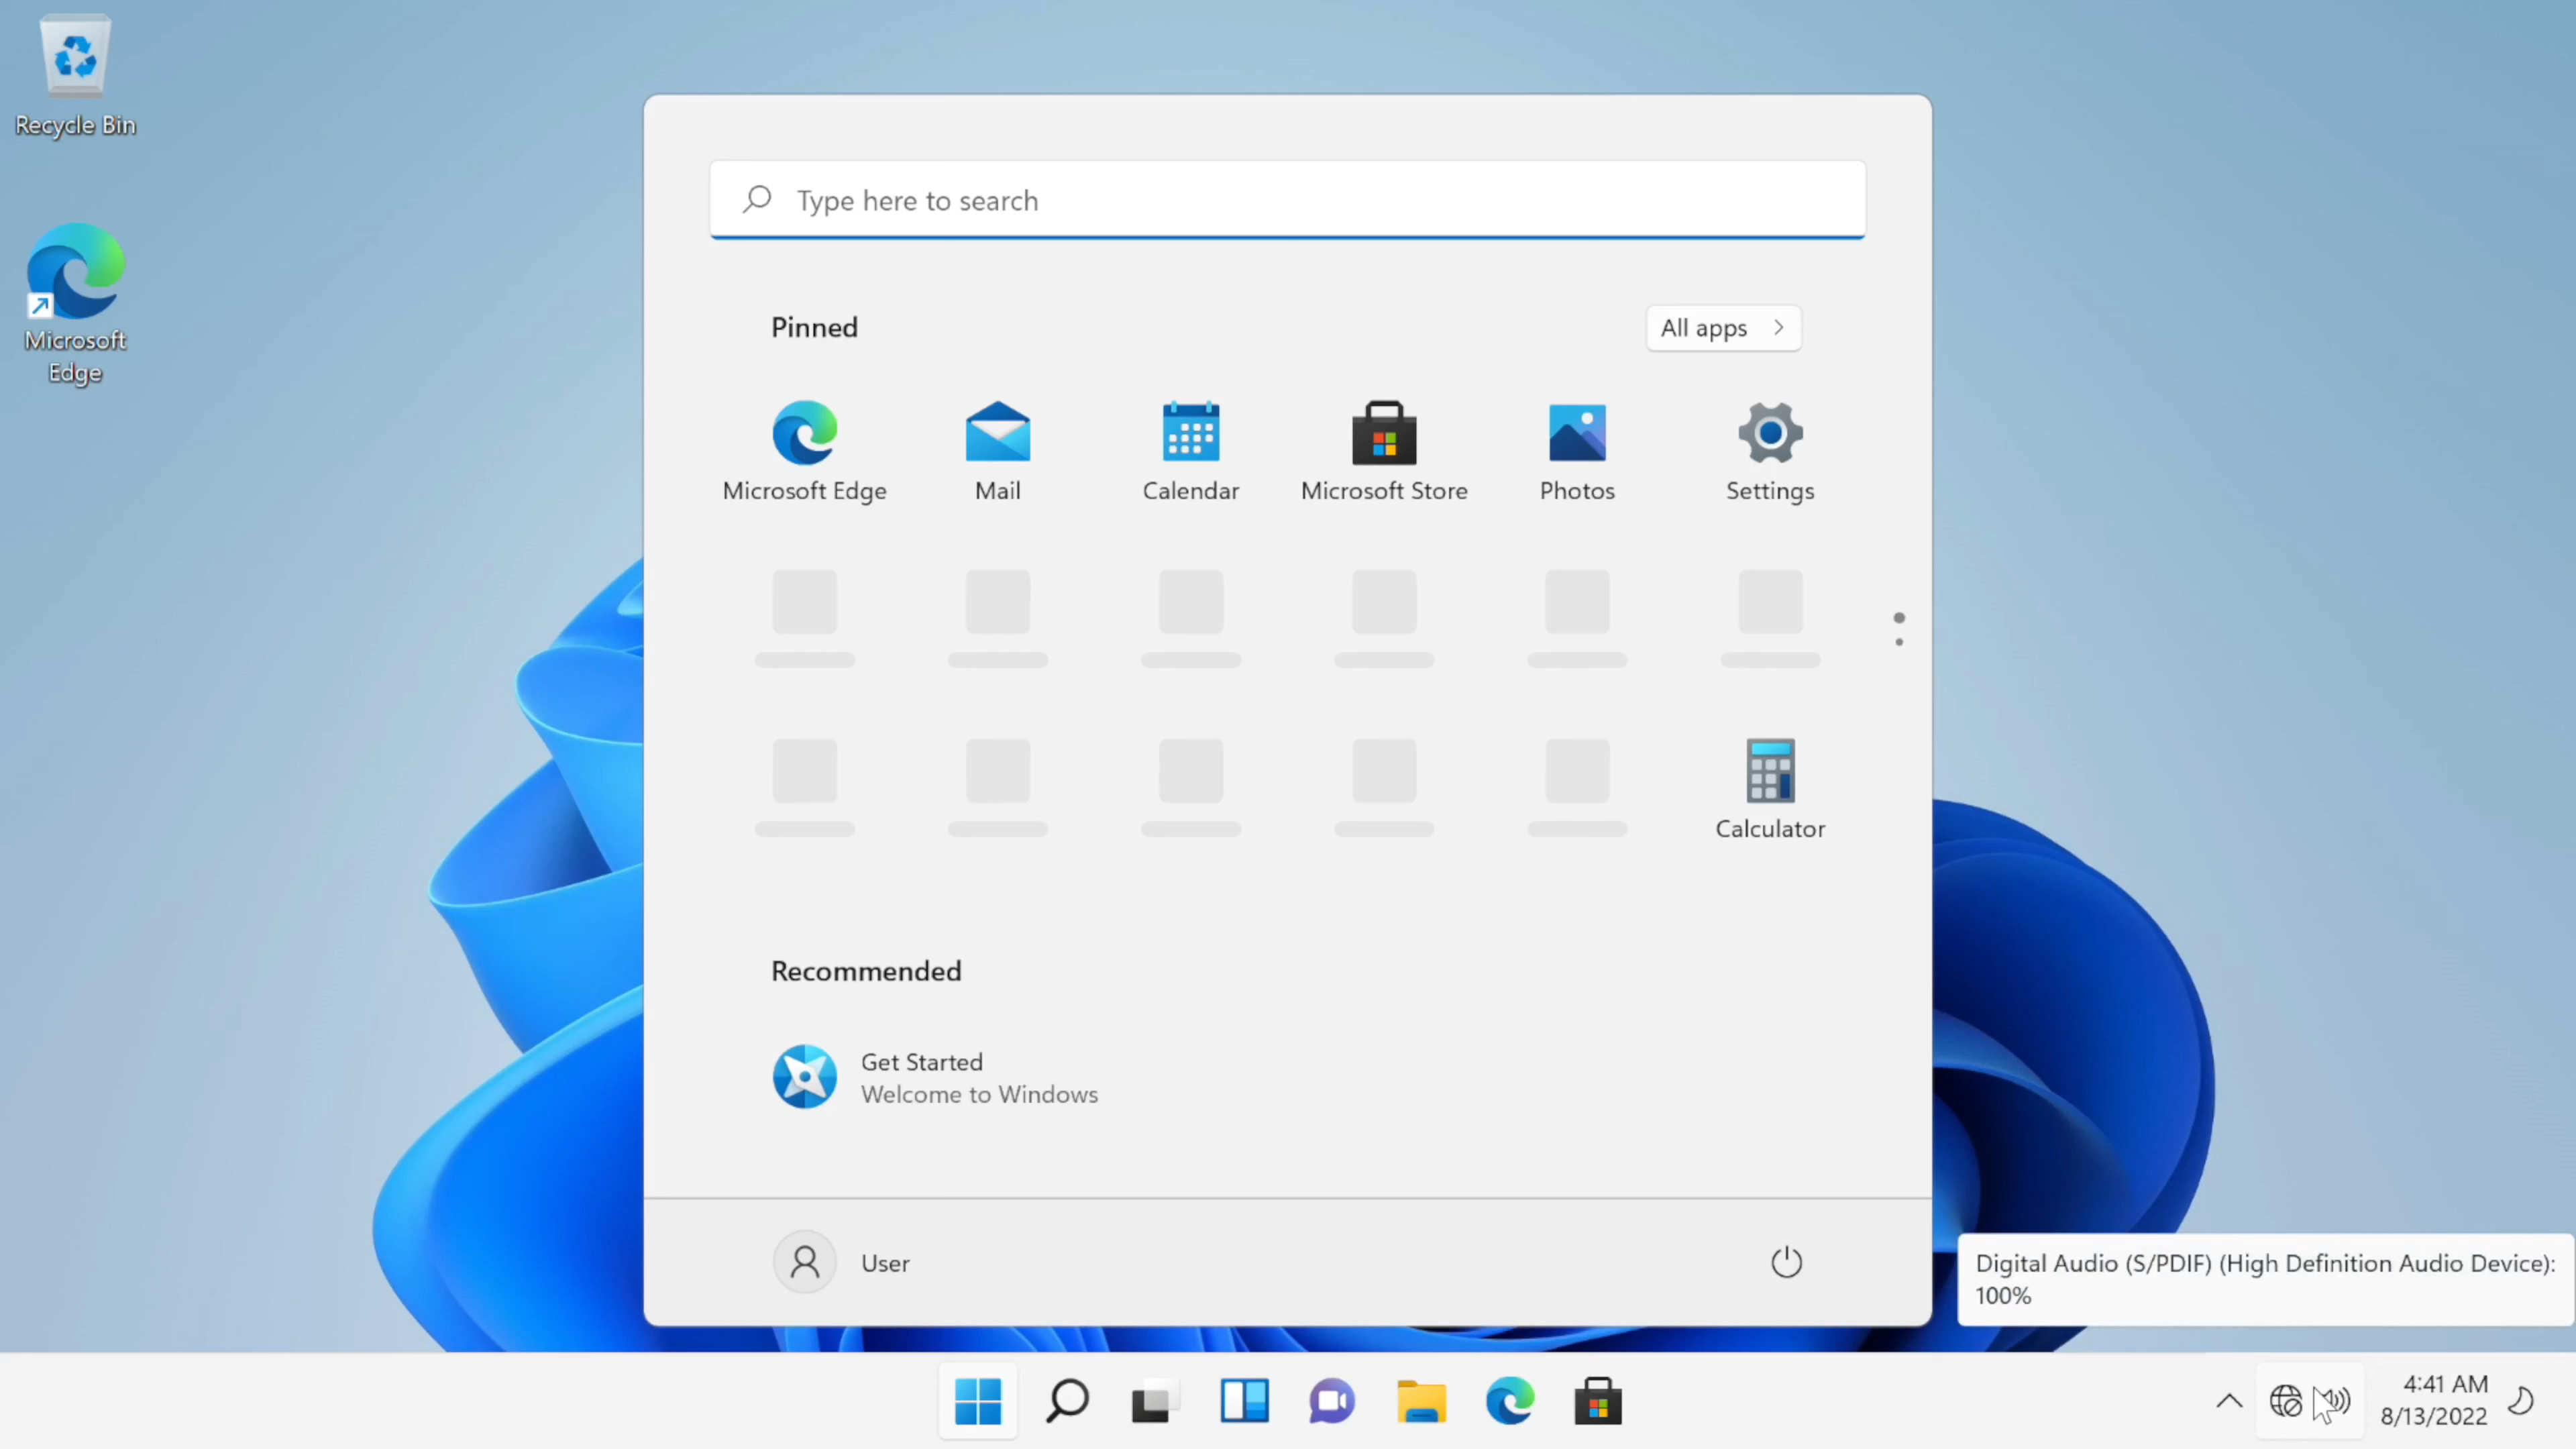 Recycle Bin
Microsoft
Edge
Type here to search
Pinned
All apps
Microsoft Edge
Mail
Calendar
Microsoft Store
Photos
Settings
Calculator
Recommended
Get Started
Welcome to Windows
User
Digital Audio (S/PDIF) (High Definition Audio Device):
100%
4:41 AM
8/13/2022